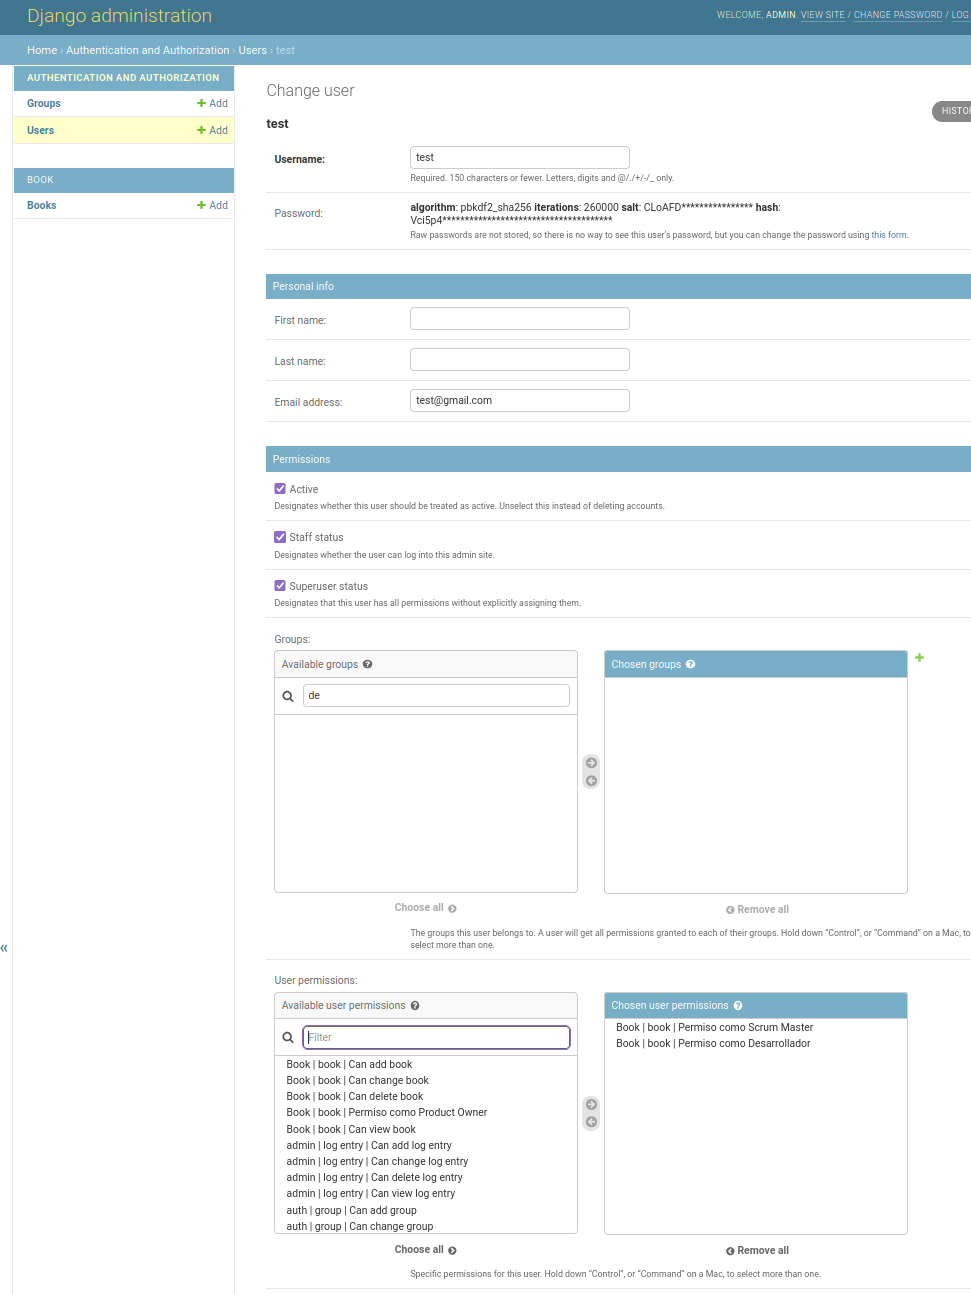 Django administration
WELCOME, ADMIN. VIEW SITE / CHANGE PASSWORD / LOG
Home › Authentication and Authorization › Users › test
AUTHENTICATION AND AUTHORIZATION
Groups + Add
Users + Add
BOOK
Books + Add
«
Change user
HISTOR
test
Username: test
Required. 150 characters or fewer. Letters, digits and @/./+/-/_ only.
Password: algorithm: pbkdf2_sha256 iterations: 260000 salt: CLoAFD**************** hash:
Vci5p4**************************************
Raw passwords are not stored, so there is no way to see this user's password, but you can change the password using this form.
Personal info
First name:
Last name:
Email address: test@gmail.com
Permissions
Active
Designates whether this user should be treated as active. Unselect this instead of deleting accounts.
Staff status
Designates whether the user can log into this admin site.
Superuser status
Designates that this user has all permissions without explicitly assigning them.
Groups:
Available groups ?
de
Choose all
Chosen groups ?
Remove all
The groups this user belongs to. A user will get all permissions granted to each of their groups. Hold down “Control”, or “Command” on a Mac, to
select more than one.
User permissions:
Available user permissions ?
Filter
Book | book | Can add book
Book | book | Can change book
Book | book | Can delete book
Book | book | Permiso como Product Owner
Book | book | Can view book
admin | log entry | Can add log entry
admin | log entry | Can change log entry
admin | log entry | Can delete log entry
admin | log entry | Can view log entry
auth | group | Can add group
auth | group | Can change group
Choose all
Chosen user permissions ?
Book | book | Permiso como Scrum Master
Book | book | Permiso como Desarrollador
Remove all
Specific permissions for this user. Hold down “Control”, or “Command” on a Mac, to select more than one.